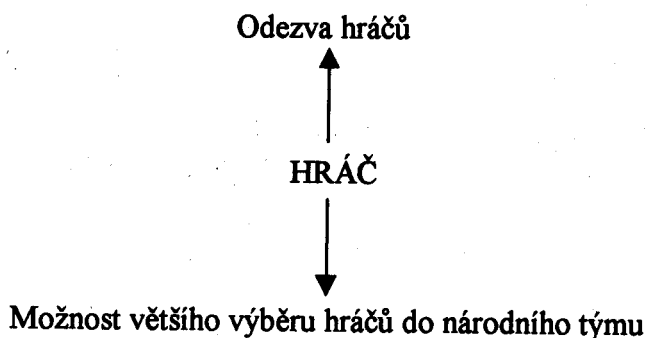 Odezva hráčů
HRÁČ
Možnost většího výběru hráčů do národního týmu